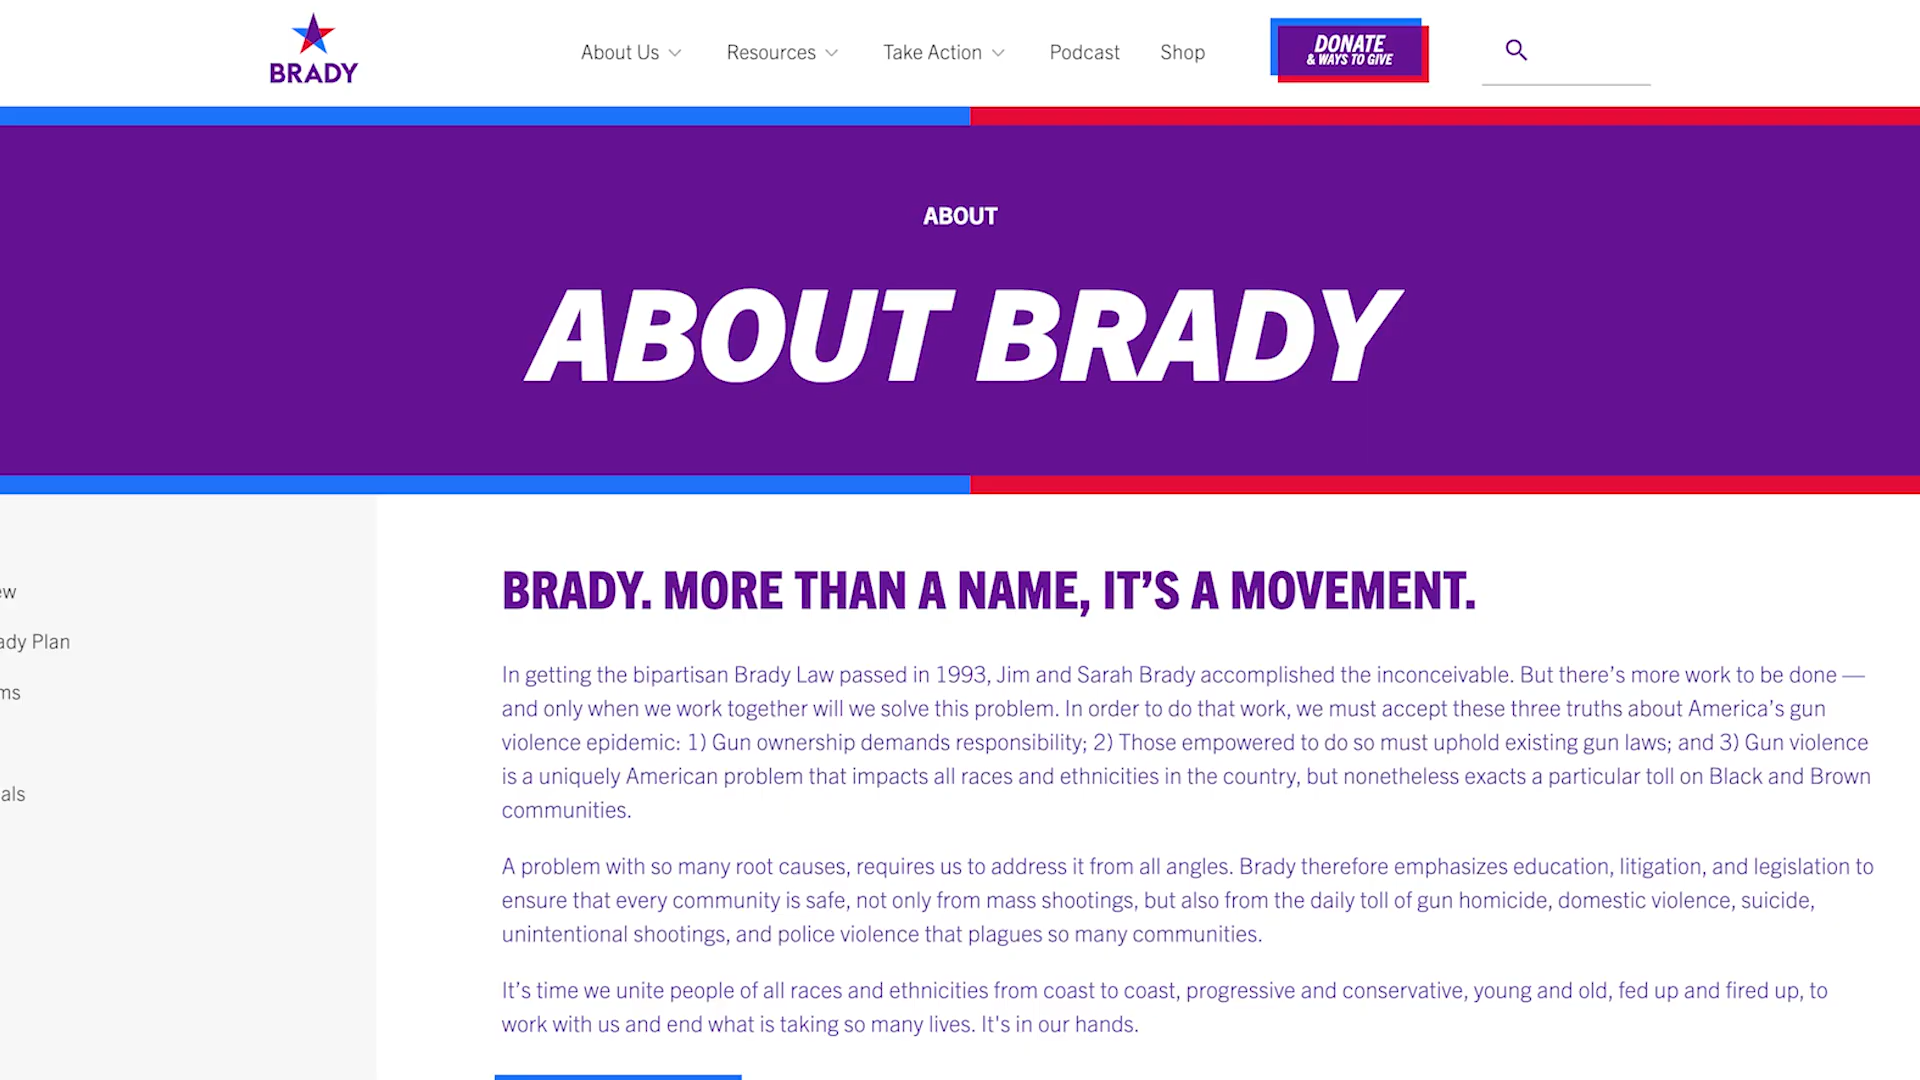 BRADY
About Us
Resources
Take Action
Podcast
Shop
DONATE
& WAYS TO GIVE
ABOUT
ABOUT BRADY
ew
ady Plan
ms
als
BRADY. MORE THAN A NAME, IT’S A MOVEMENT.
In getting the bipartisan Brady Law passed in 1993, Jim and Sarah Brady accomplished the inconceivable. But there’s more work to be done —
and only when we work together will we solve this problem. In order to do that work, we must accept these three truths about America’s gun
violence epidemic: 1) Gun ownership demands responsibility; 2) Those empowered to do so must uphold existing gun laws; and 3) Gun violence
is a uniquely American problem that impacts all races and ethnicities in the country, but nonetheless exacts a particular toll on Black and Brown
communities.
A problem with so many root causes, requires us to address it from all angles. Brady therefore emphasizes education, litigation, and legislation to
ensure that every community is safe, not only from mass shootings, but also from the daily toll of gun homicide, domestic violence, suicide,
unintentional shootings, and police violence that plagues so many communities.
It’s time we unite people of all races and ethnicities from coast to coast, progressive and conservative, young and old, fed up and fired up, to
work with us and end what is taking so many lives. It's in our hands.